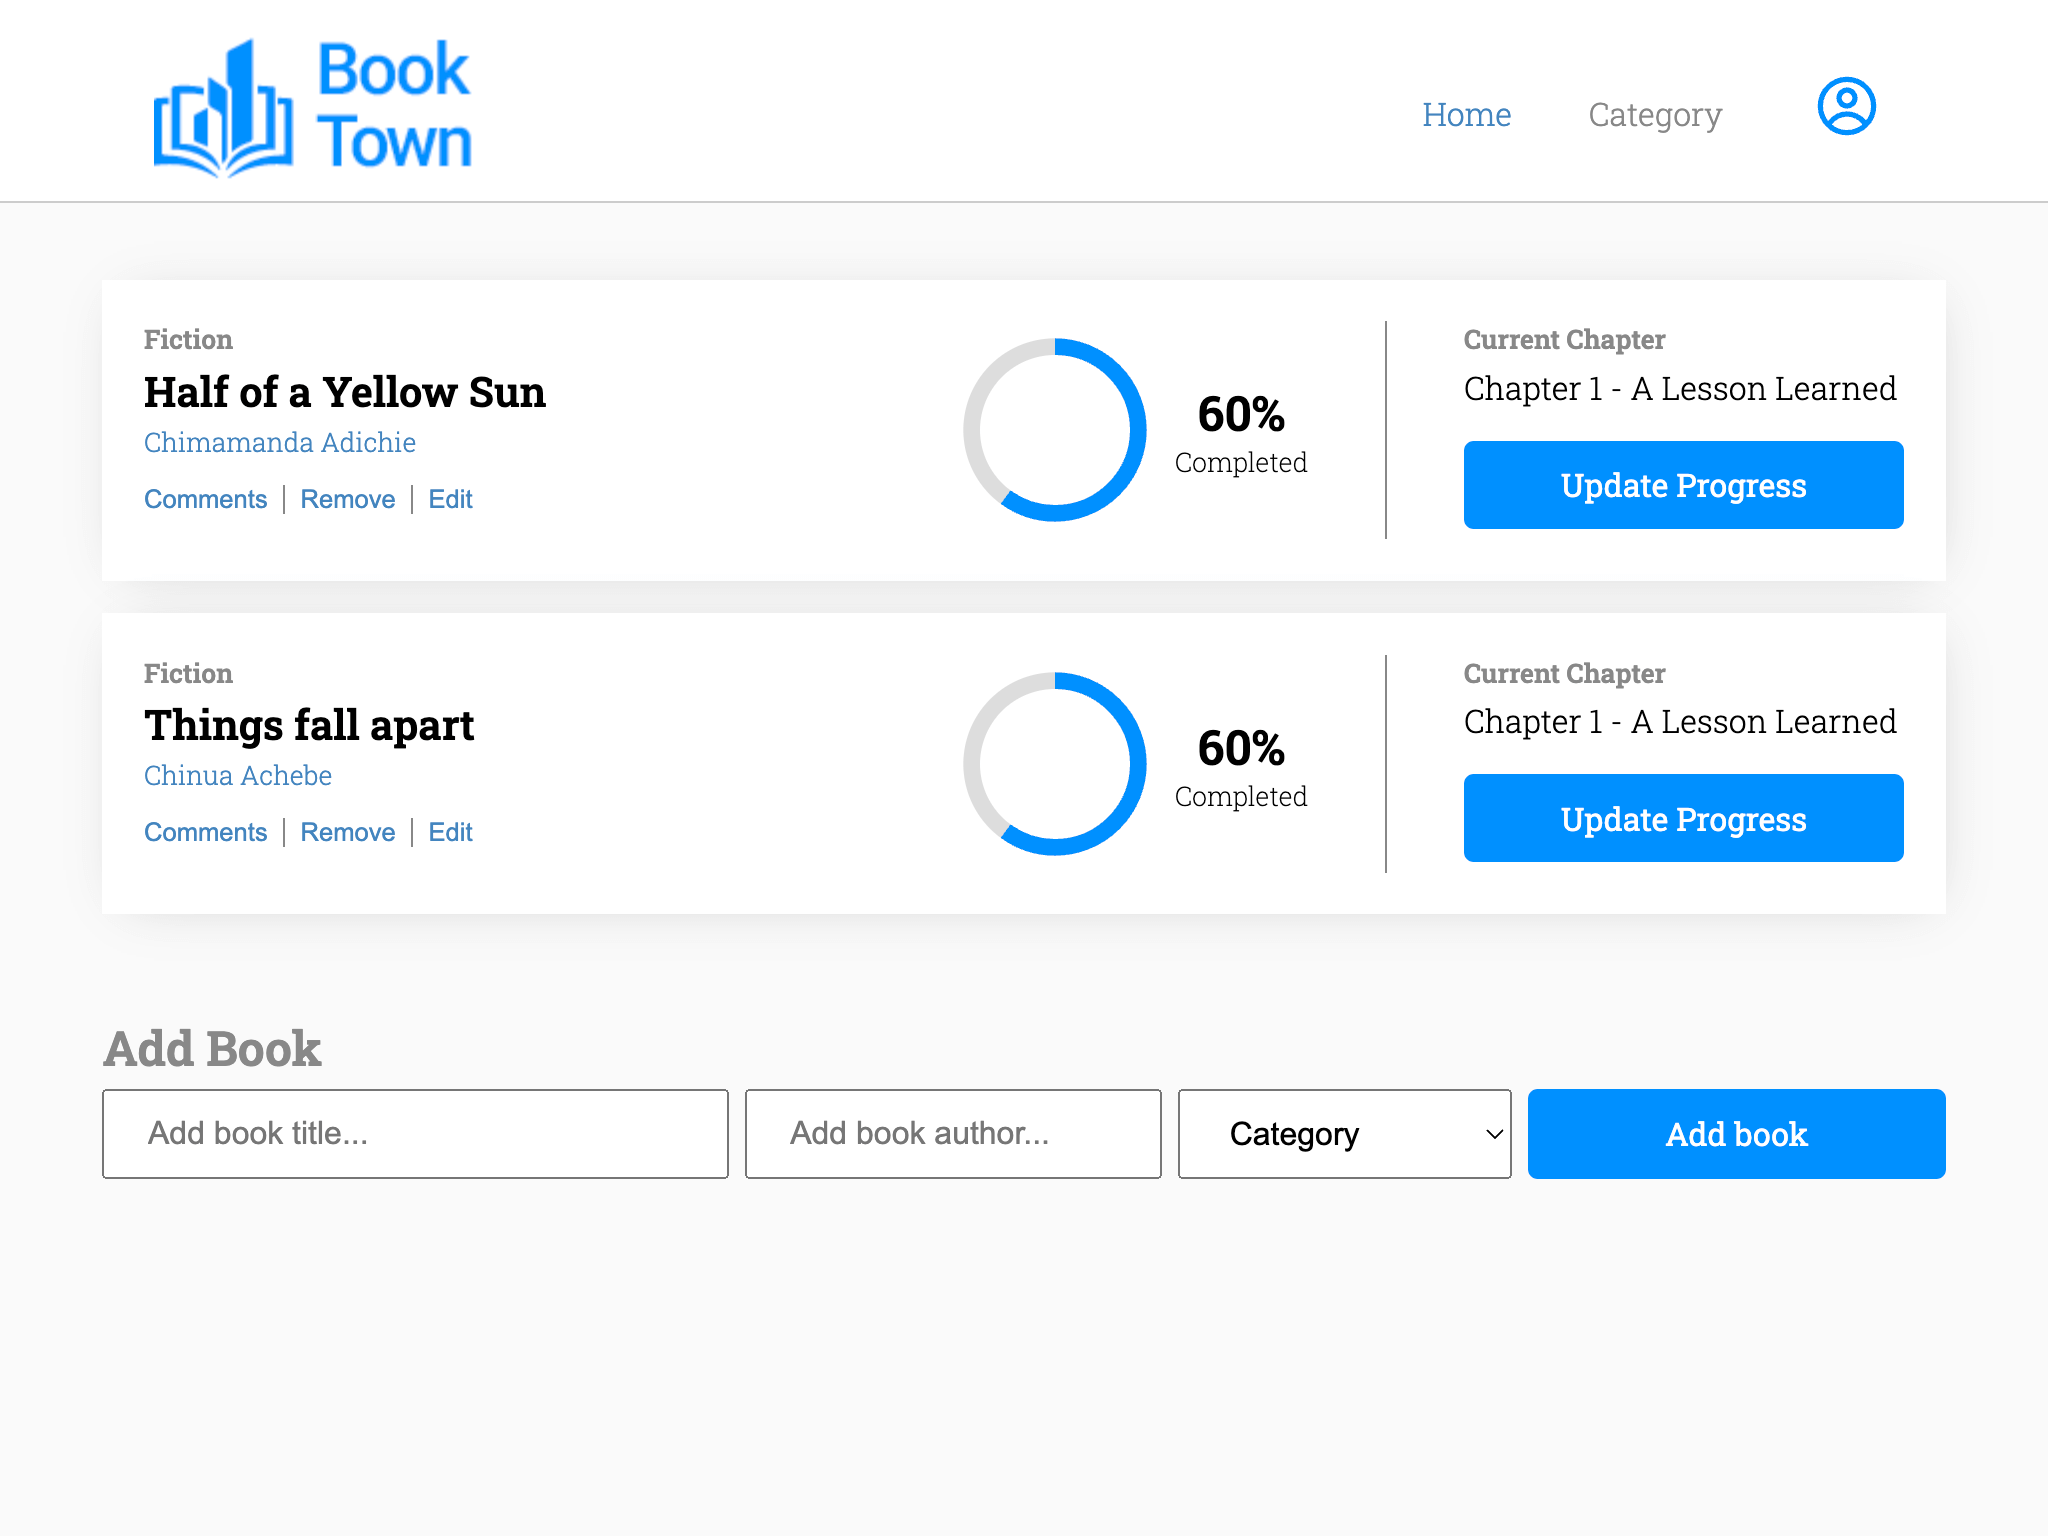 Book
Town
Home
Category
Fiction
Half of a Yellow Sun
Chimamanda Adichie
Comments
Remove
Edit
60%
Completed
Current Chapter
Chapter 1 - A Lesson Learned
Update Progress
Fiction
Things fall apart
Chinua Achebe
Comments
Remove
Edit
60%
Completed
Current Chapter
Chapter 1 - A Lesson Learned
Update Progress
Add Book
Add book title...
Add book author...
Category
Add book